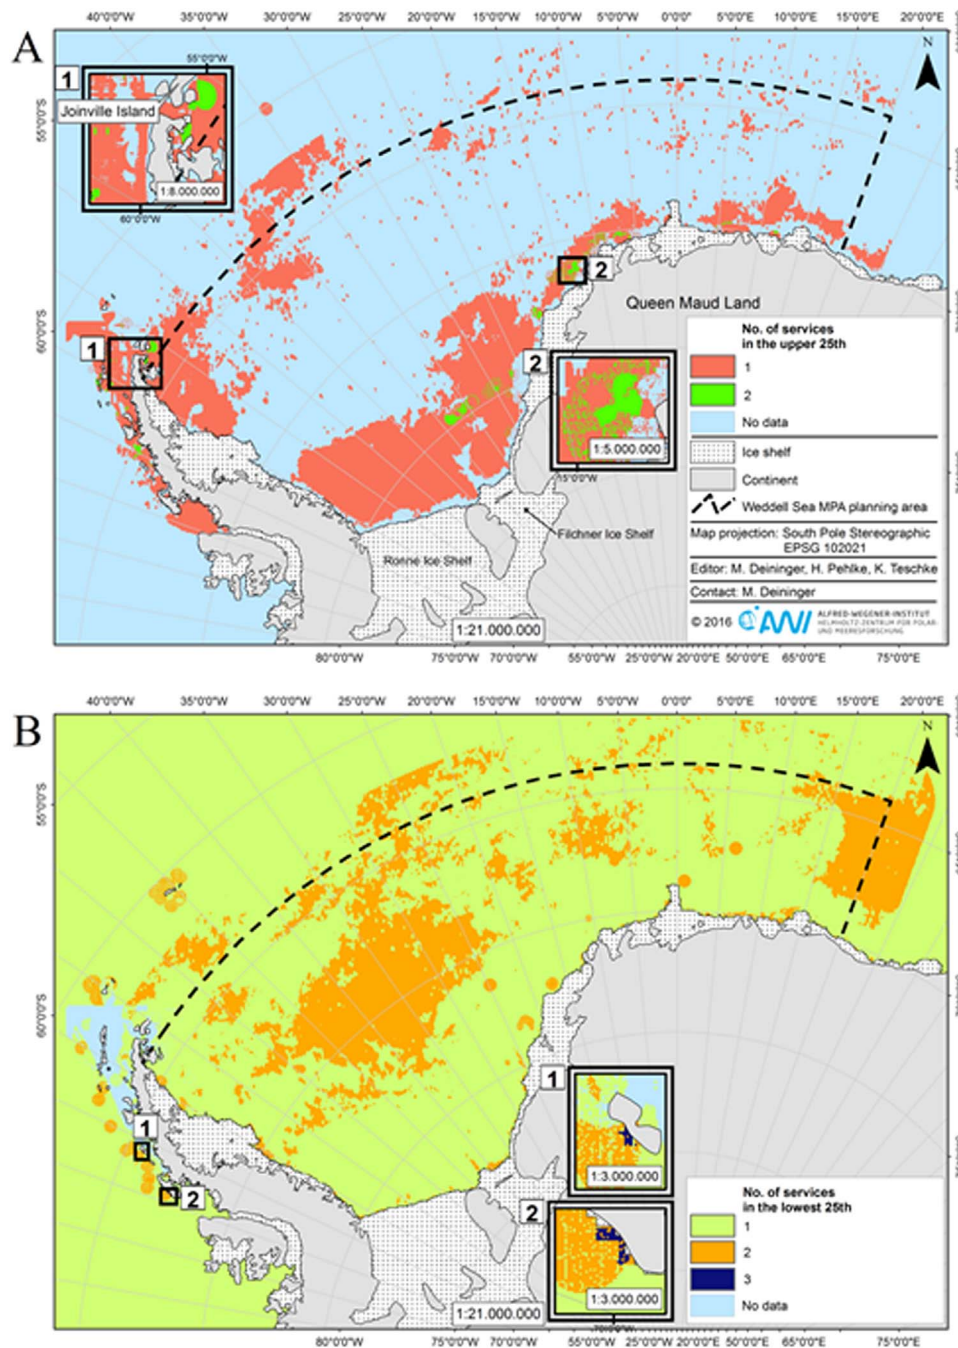 A
40°0'0"W 35°0'0"W 30°0'0"W 25°0'0"W 20°0'0"W 15°0'0"W 10°0'0"W 5°0'0"W 0°0'0"E 5°0'0"E 10°0'0"E 15°0'0"E 20°0'0"E
N
1
55°0'0"W
Joinville Island
1:8.000.000
60°0'0"W
55°0'0"S
60°0'0"S
1
2
Queen Maud Land
2
1:5.000.000
15°0'0"W
No. of services
in the upper 25th
1
2
No data
Ice shelf
Continent
Weddell Sea MPA planning area
Map projection: South Pole Stereographic
EPSG 102021
Editor: M. Deininger, H. Pehlke, K. Teschke
Contact: M. Deininger
© 2016 AWI ALFRED-WEGENER-INSTITUT
HELMHOLTZ-ZENTRUM FÜR POLAR-
UND MEERESFORSCHUNG
Filchner Ice Shelf
Ronne Ice Shelf
1:21.000.000
80°0'0"W 75°0'0"W 70°0'0"W 55°0'0"W 25°0'0"W 20°0'0"E 50°0'0"E 65°0'0"E 75°0'0"E
B
40°0'0"W 35°0'0"W 30°0'0"W 25°0'0"W 20°0'0"W 15°0'0"W 10°0'0"W 5°0'0"W 0°0'0"E 5°0'0"E 10°0'0"E 15°0'0"E 20°0'0"E
N
55°0'0"S
60°0'0"S
1
2
1
1:3.000.000
2
1:3.000.000
No. of services
in the lowest 25th
1
2
3
No data
1:21.000.000
80°0'0"W 75°0'0"W 70°0'0"W 55°0'0"W 25°0'0"W 20°0'0"E 50°0'0"E 65°0'0"E 75°0'0"E